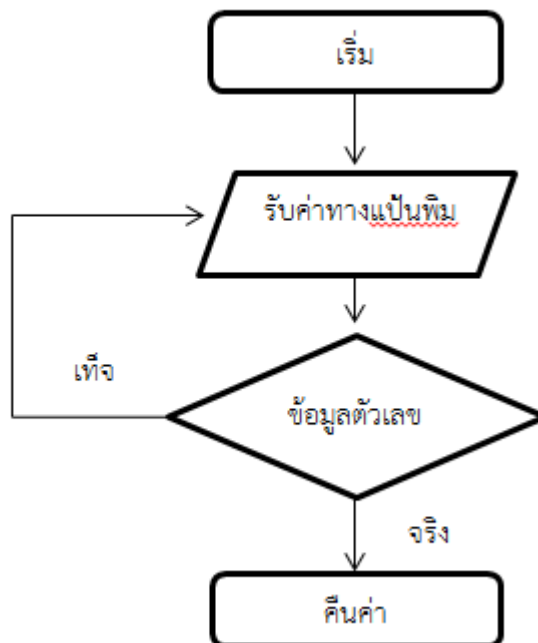 เริ่ม
รับค่าทางแป้นพิม
ข้อมูลตัวเลข
เท็จ
จริง
คืนค่า